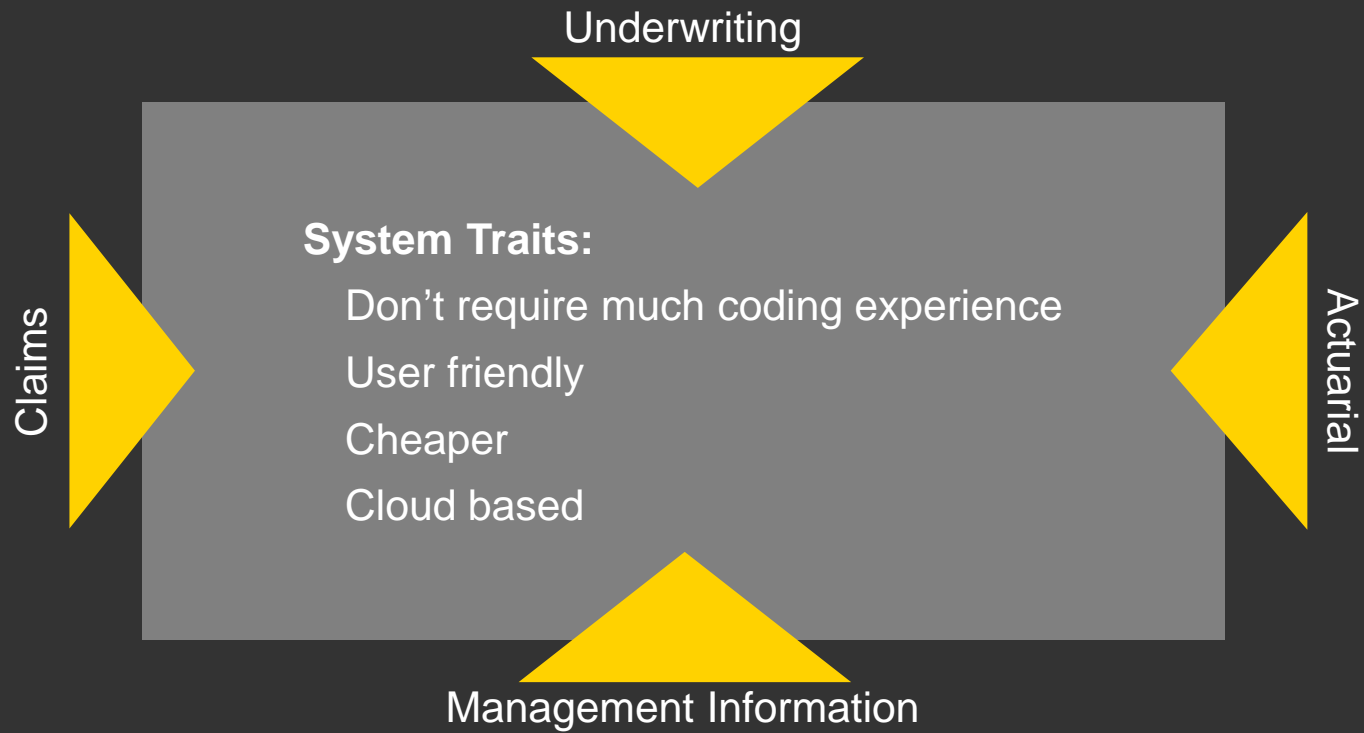 Underwriting
System Traits:
Don’t require much coding experience
User friendly
Cheaper
Cloud based
Claims
Actuarial
Management Information